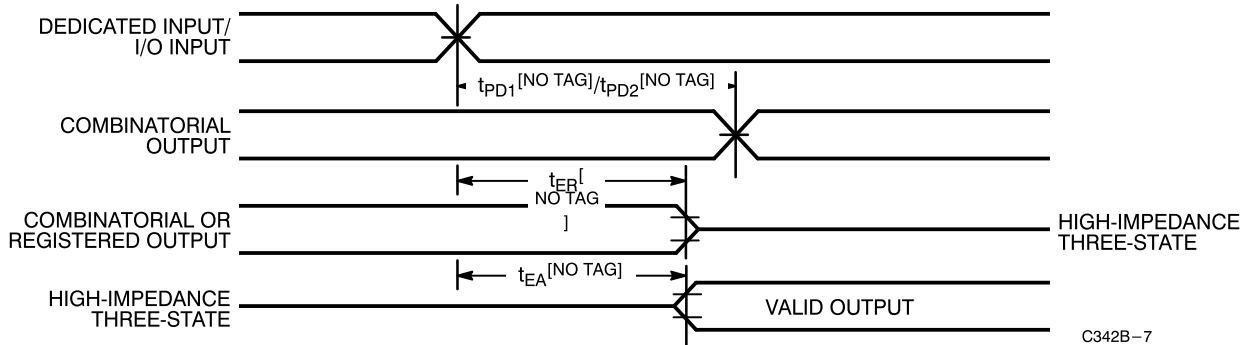 DEDICATED INPUT/
I/O INPUT
tPD1[NO TAG]/tPD2[NO TAG]
COMBINATORIAL
OUTPUT
tER[
NO TAG
]
COMBINATORIAL OR
REGISTERED OUTPUT
HIGH-IMPEDANCE
THREE-STATE
tEA[NO TAG]
HIGH-IMPEDANCE
THREE-STATE
VALID OUTPUT
C342B–7